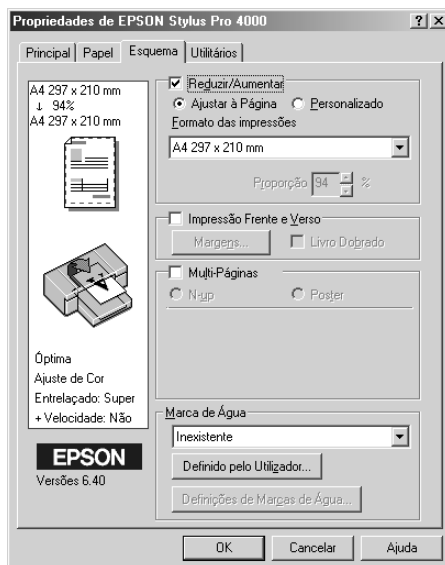 Propriedades de EPSON Stylus Pro 4000
Principal Papel Esquema Utilitários
A4 297 x 210 mm
↓ 94%
A4 297 x 210 mm
Óptima
Ajuste de Cor
Entrelaçado: Super
+ Velocidade: Não
EPSON
Versões 6.40
Reduzir/Aumentar
Ajustar à Página Personalizado
Formato das impressões
A4 297 x 210 mm
Proporção 94 %
Impressão Frente e Verso
Margens... Livro Dobrado
Multi-Páginas
N-up Poster
Marca de Água
Inexistente
Definido pelo Utilizador...
Definições de Marcas de Água...
OK Cancelar Ajuda